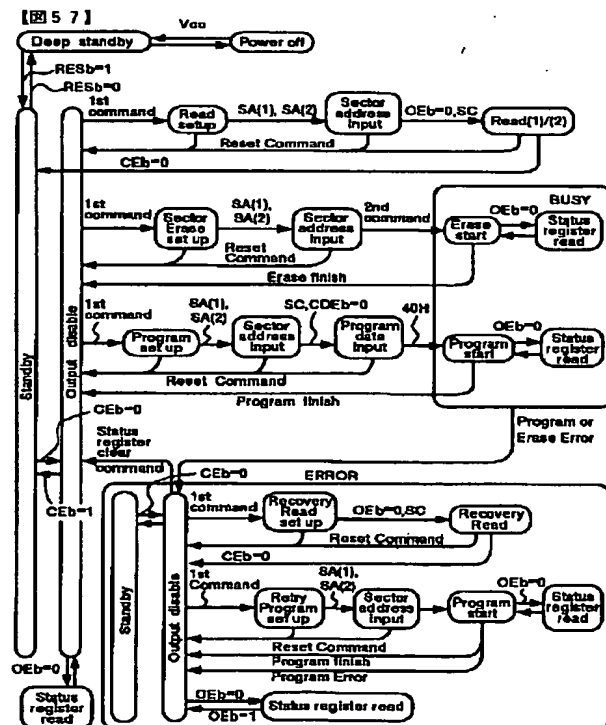 【図57】
Vcc
Deep standby
Power off
RESb=1
RESb=0
1st
command
Read
setup
SA(1), SA(2)
Sector
address
input
OEb=0,SC
Read(1)/(2)
Reset Command
CEb=0
1st
command
Sector
Erase
set up
SA(1),
SA(2)
Sector
address
input
2nd
command
BUSY
Erase
start
OEb=0
Status
register
read
Reset
Command
Erase finish
1st
command
Program
set up
SA(1),
SA(2)
Sector
address
input
SC,CDEb=0
Program
data
input
40H
Program
start
OEb=0
Status
register
read
Reset Command
Program finish
Standby
Output disable
CEb=0
CEb=1
Status
register
clear
command
Program or
Erase Error
ERROR
CEb=0
Standby
Output disable
1st
command
Recovery
Read
set up
OEb=0,SC
Recovery
Read
Reset Command
CEb=0
1st
Command
Retry
Program
set up
SA(1),
SA(2)
Sector
address
input
Program
start
OEb=0
Status
register
read
Reset Command
Program finish
Program Error
OEb=0
OEb=1
Status register read
OEb=0
Status
register
read